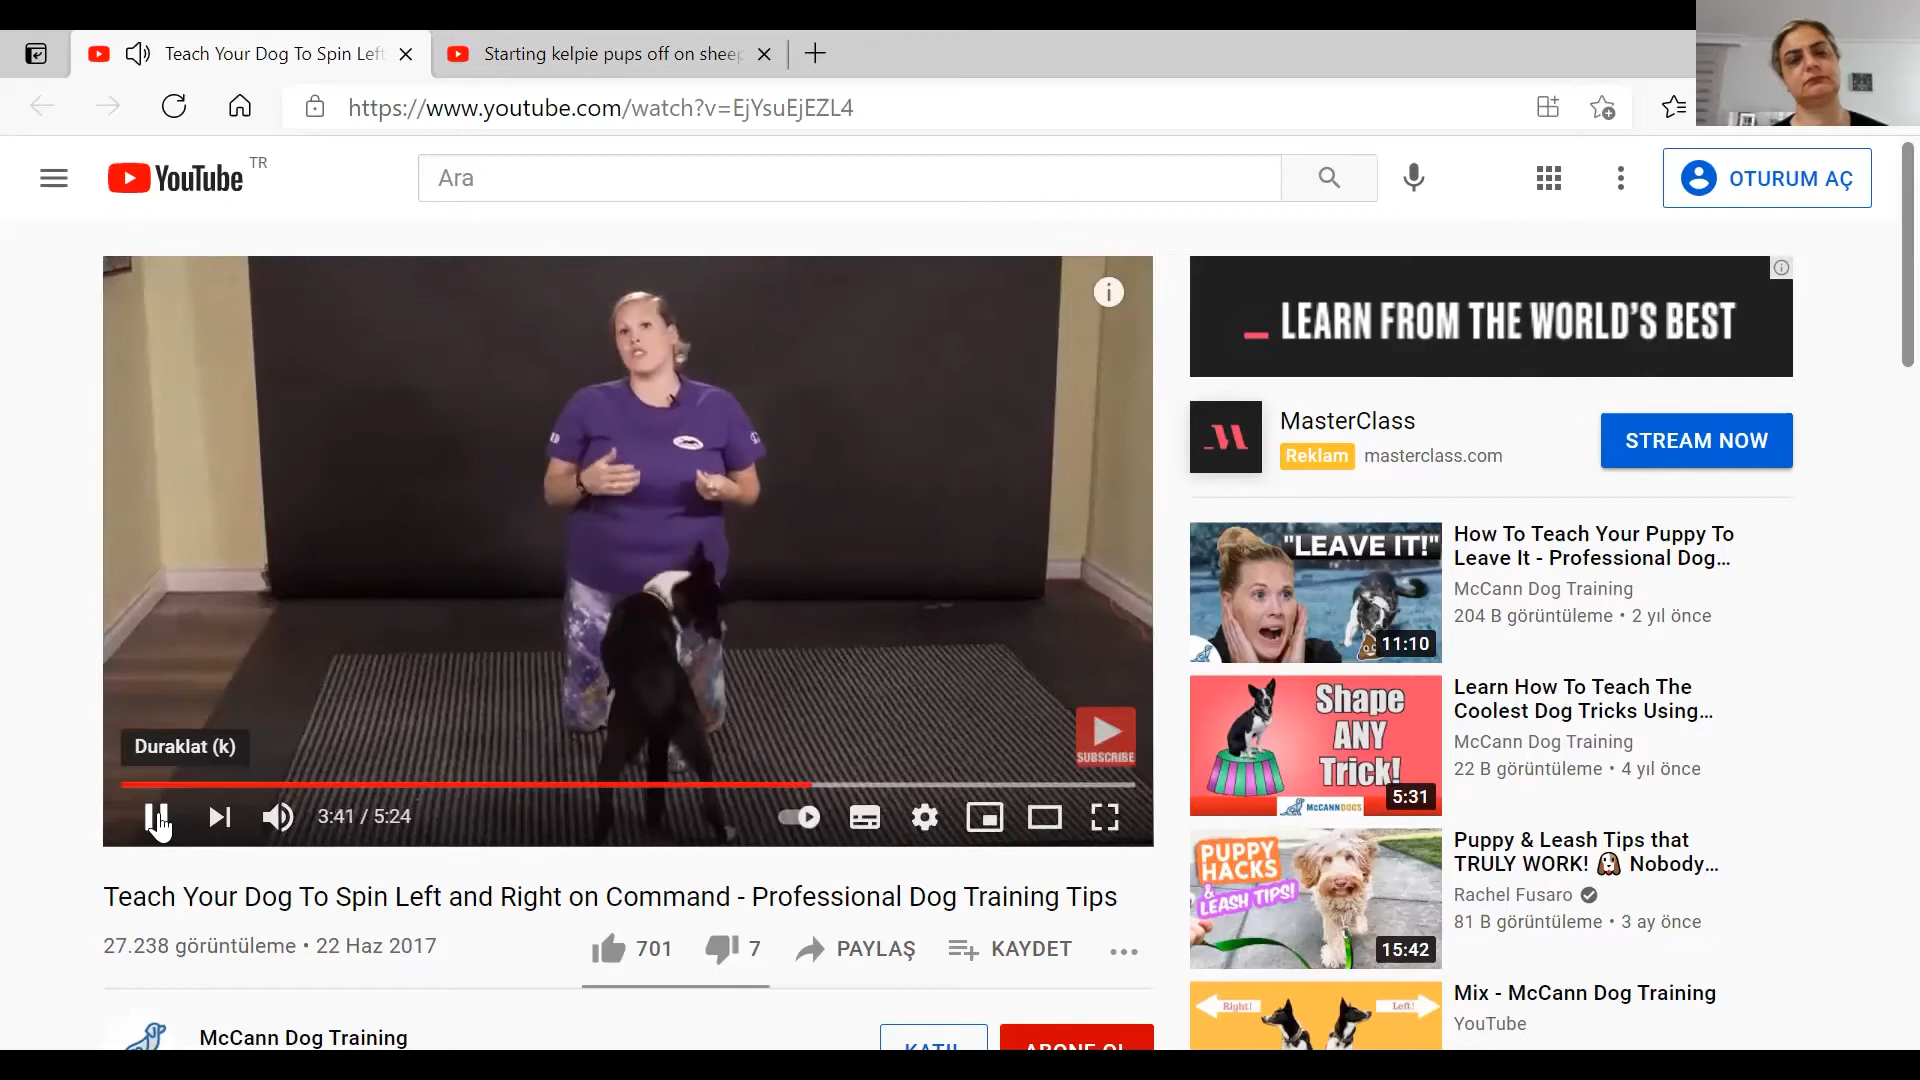 Teach Your Dog To Spin Left
Starting kelpie pups off on sheep
https://www.youtube.com/watch?v=EjYsuEjEZL4
YouTube TR
Ara
OTURUM AÇ
Duraklat (k)
SUBSCRIBE
3:41 / 5:24
Teach Your Dog To Spin Left and Right on Command - Professional Dog Training Tips
27.238 görüntüleme • 22 Haz 2017
701
7
PAYLAŞ
KAYDET
McCann Dog Training
KATIL
ABONE OL
LEARN FROM THE WORLD'S BEST
MasterClass
Reklam masterclass.com
STREAM NOW
"LEAVE IT!"
11:10
How To Teach Your Puppy To
Leave It - Professional Dog...
McCann Dog Training
204 B görüntüleme • 2 yıl önce
Shape
ANY
Trick!
McCANNDOGS
5:31
Learn How To Teach The
Coolest Dog Tricks Using...
McCann Dog Training
22 B görüntüleme • 4 yıl önce
PUPPY
HACKS
& LEASH TIPS!
15:42
Puppy & Leash Tips that
TRULY WORK! 🐶 Nobody...
Rachel Fusaro
81 B görüntüleme • 3 ay önce
Right!
Left!
Mix - McCann Dog Training
YouTube